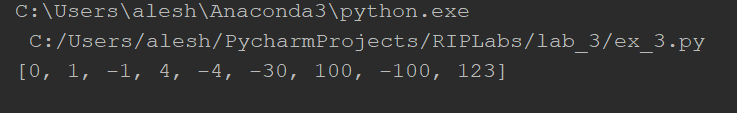 C:\Users\alesh\Anaconda3\python.exe
C:/Users/alesh/PycharmProjects/RIPLabs/lab_3/ex_3.py
[0, 1, -1, 4, -4, -30, 100, -100, 123]